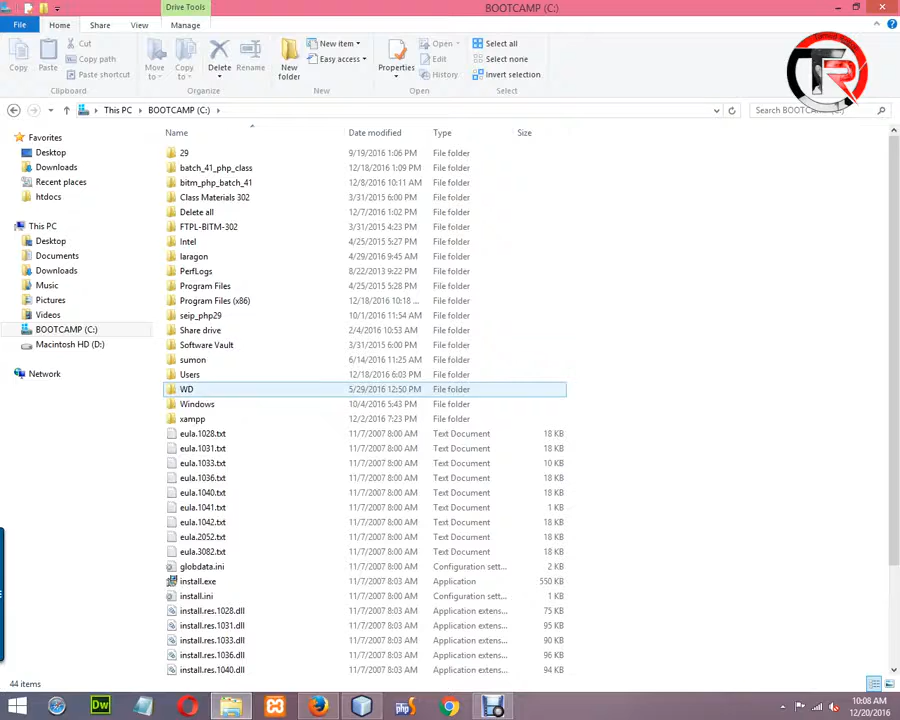 Drive Tools
BOOTCAMP (C:)
File Home Share View Manage
Copy
Paste
Cut
Copy path
Paste shortcut
Clipboard
Move to
Copy to
Delete
Rename
Organize
New folder
New item
Easy access
New
Properties
Open
Edit
History
Open
Select all
Select none
Invert selection
Select
TR
This PC BOOTCAMP (C:)
Search BOOTCAMP (C:)
Favorites
Desktop
Downloads
Recent places
htdocs
This PC
Desktop
Documents
Downloads
Music
Pictures
Videos
BOOTCAMP (C:)
Macintosh HD (D:)
Network
Name Date modified Type Size
29 9/19/2016 1:06 PM File folder
batch_41_php_class 12/18/2016 1:09 PM File folder
bitm_php_batch_41 12/8/2016 10:11 AM File folder
Class Materials 302 3/31/2015 6:00 PM File folder
Delete all 12/7/2016 1:02 PM File folder
FTPL-BITM-302 3/31/2015 4:23 PM File folder
Intel 4/25/2015 5:27 PM File folder
laragon 4/29/2016 9:45 AM File folder
PerfLogs 8/22/2013 9:22 PM File folder
Program Files 4/25/2015 5:28 PM File folder
Program Files (x86) 12/18/2016 10:18 ... File folder
seip_php29 10/1/2016 11:54 AM File folder
Share drive 2/4/2016 10:53 AM File folder
Software Vault 3/31/2015 6:00 PM File folder
sumon 6/14/2016 11:25 AM File folder
Users 12/18/2016 6:03 PM File folder
WD 5/29/2016 12:50 PM File folder
Windows 10/4/2016 5:43 PM File folder
xampp 12/2/2016 7:23 PM File folder
eula.1028.txt 11/7/2007 8:00 AM Text Document 18 KB
eula.1031.txt 11/7/2007 8:00 AM Text Document 18 KB
eula.1033.txt 11/7/2007 8:00 AM Text Document 10 KB
eula.1036.txt 11/7/2007 8:00 AM Text Document 18 KB
eula.1040.txt 11/7/2007 8:00 AM Text Document 18 KB
eula.1041.txt 11/7/2007 8:00 AM Text Document 1 KB
eula.1042.txt 11/7/2007 8:00 AM Text Document 18 KB
eula.2052.txt 11/7/2007 8:00 AM Text Document 18 KB
eula.3082.txt 11/7/2007 8:00 AM Text Document 18 KB
globdata.ini 11/7/2007 8:00 AM Configuration sett... 2 KB
install.exe 11/7/2007 8:03 AM Application 550 KB
install.ini 11/7/2007 8:00 AM Configuration sett... 1 KB
install.res.1028.dll 11/7/2007 8:03 AM Application extens... 75 KB
install.res.1031.dll 11/7/2007 8:03 AM Application extens... 95 KB
install.res.1033.dll 11/7/2007 8:03 AM Application extens... 90 KB
install.res.1036.dll 11/7/2007 8:03 AM Application extens... 96 KB
install.res.1040.dll 11/7/2007 8:03 AM Application extens... 94 KB
44 items
Dw
php
10:08 AM
12/20/2016